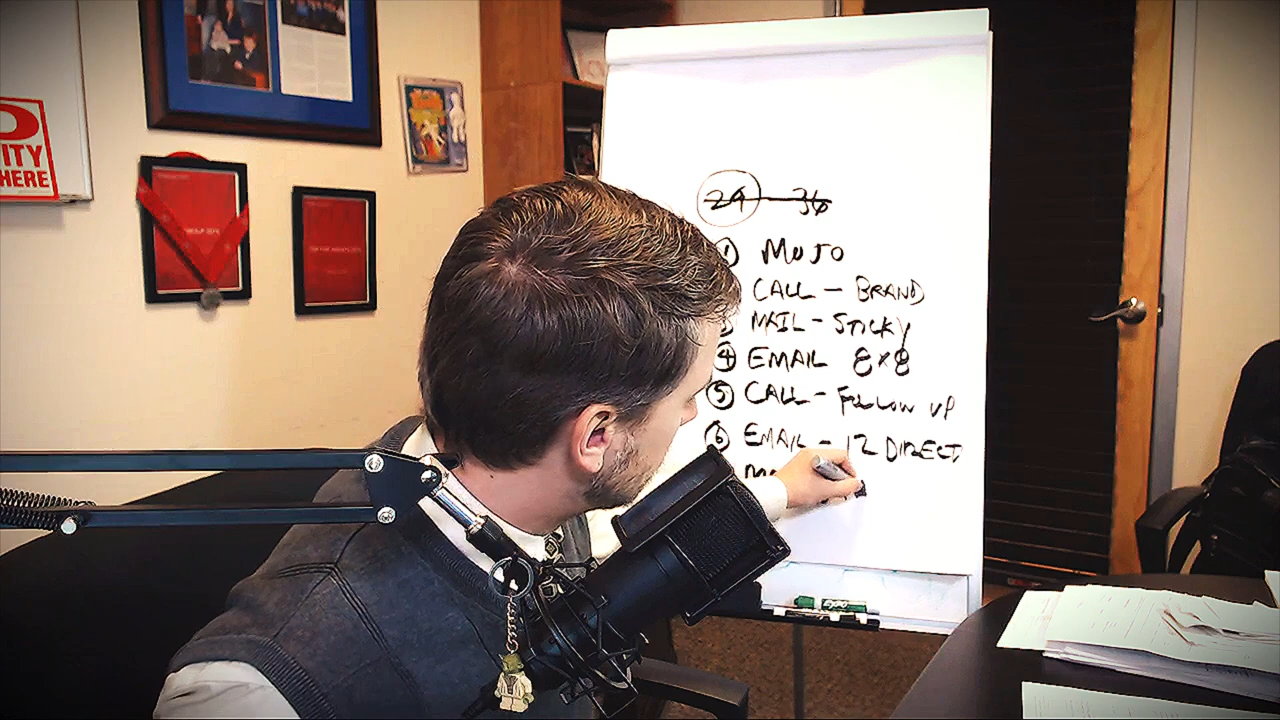 ITY
HERE
29 — 36
① MOJO
CALL - BRAND
MAIL - STICKY
④ EMAIL 8x8
⑤ CALL - FOLLOW UP
⑥ EMAIL - 12 DIRECT